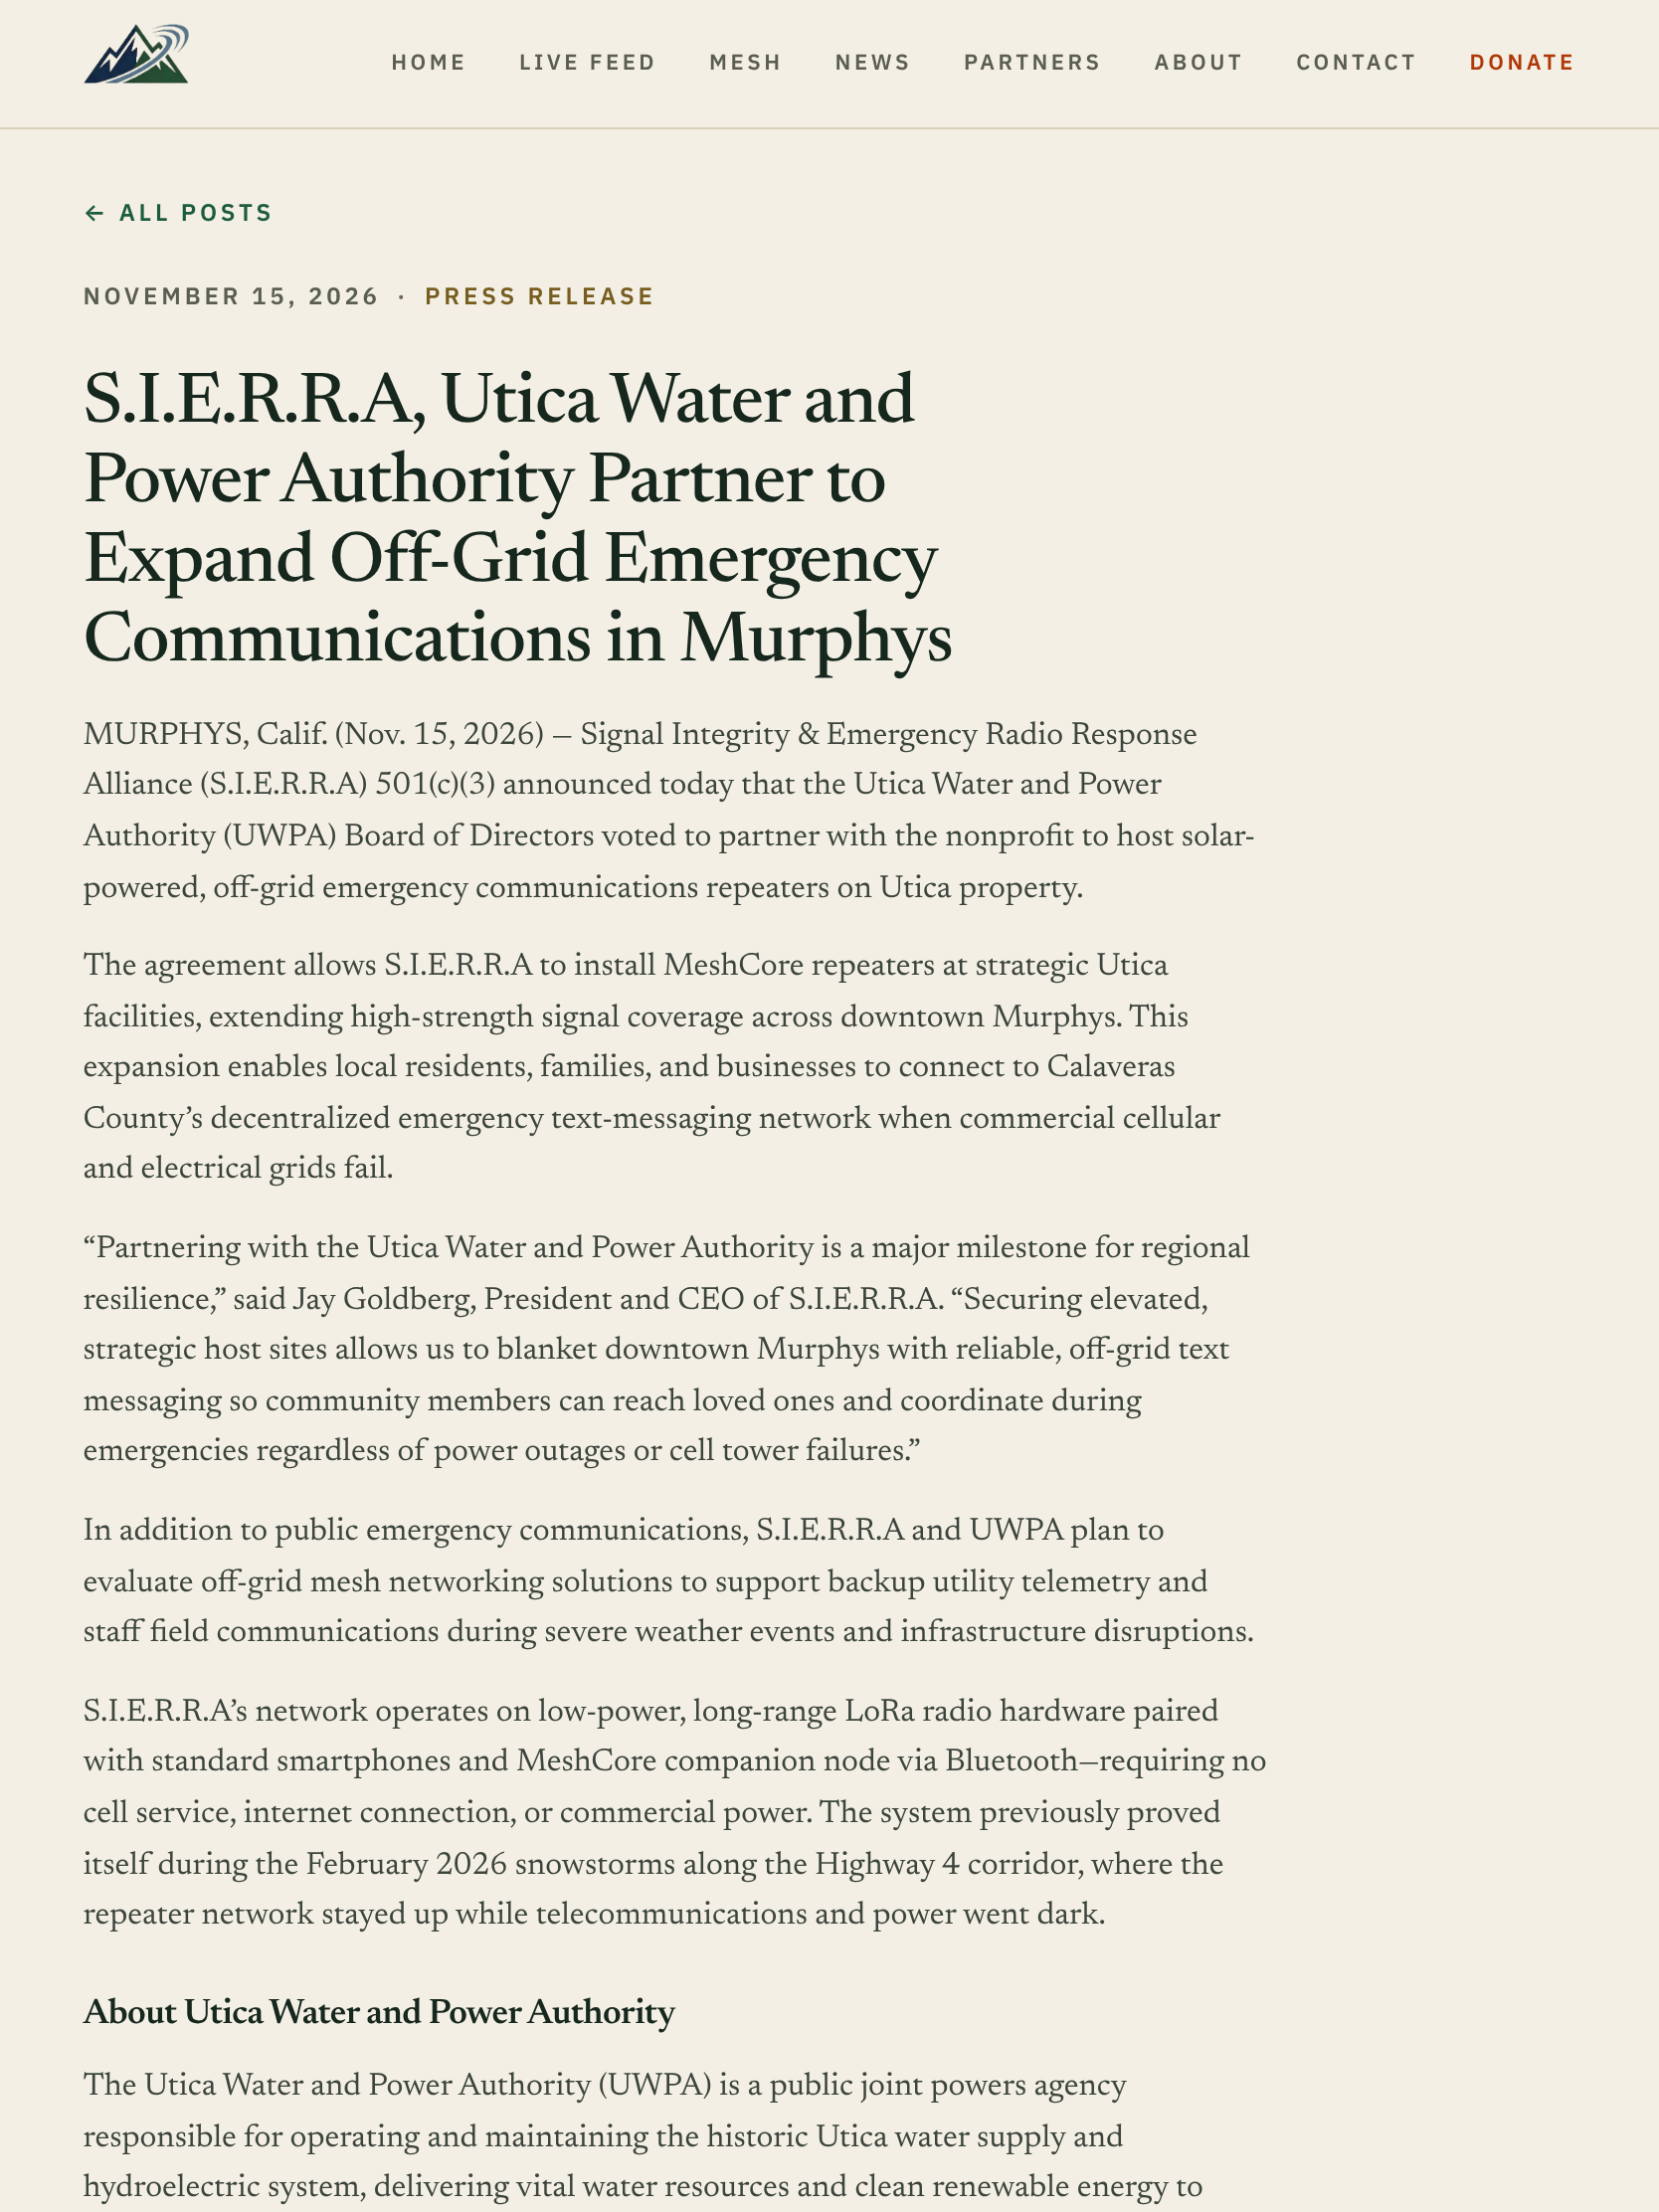 HOME LIVE FEED MESH NEWS PARTNERS ABOUT CONTACT DONATE
← ALL POSTS
NOVEMBER 15, 2026 · PRESS RELEASE
S.I.E.R.R.A, Utica Water and
Power Authority Partner to
Expand Off-Grid Emergency
Communications in Murphys
MURPHYS, Calif. (Nov. 15, 2026) — Signal Integrity & Emergency Radio Response
Alliance (S.I.E.R.R.A) 501(c)(3) announced today that the Utica Water and Power
Authority (UWPA) Board of Directors voted to partner with the nonprofit to host solar-
powered, off-grid emergency communications repeaters on Utica property.
The agreement allows S.I.E.R.R.A to install MeshCore repeaters at strategic Utica
facilities, extending high-strength signal coverage across downtown Murphys. This
expansion enables local residents, families, and businesses to connect to Calaveras
County’s decentralized emergency text-messaging network when commercial cellular
and electrical grids fail.
“Partnering with the Utica Water and Power Authority is a major milestone for regional
resilience,” said Jay Goldberg, President and CEO of S.I.E.R.R.A. “Securing elevated,
strategic host sites allows us to blanket downtown Murphys with reliable, off-grid text
messaging so community members can reach loved ones and coordinate during
emergencies regardless of power outages or cell tower failures.”
In addition to public emergency communications, S.I.E.R.R.A and UWPA plan to
evaluate off-grid mesh networking solutions to support backup utility telemetry and
staff field communications during severe weather events and infrastructure disruptions.
S.I.E.R.R.A’s network operates on low-power, long-range LoRa radio hardware paired
with standard smartphones and MeshCore companion node via Bluetooth—requiring no
cell service, internet connection, or commercial power. The system previously proved
itself during the February 2026 snowstorms along the Highway 4 corridor, where the
repeater network stayed up while telecommunications and power went dark.
About Utica Water and Power Authority
The Utica Water and Power Authority (UWPA) is a public joint powers agency
responsible for operating and maintaining the historic Utica water supply and
hydroelectric system, delivering vital water resources and clean renewable energy to